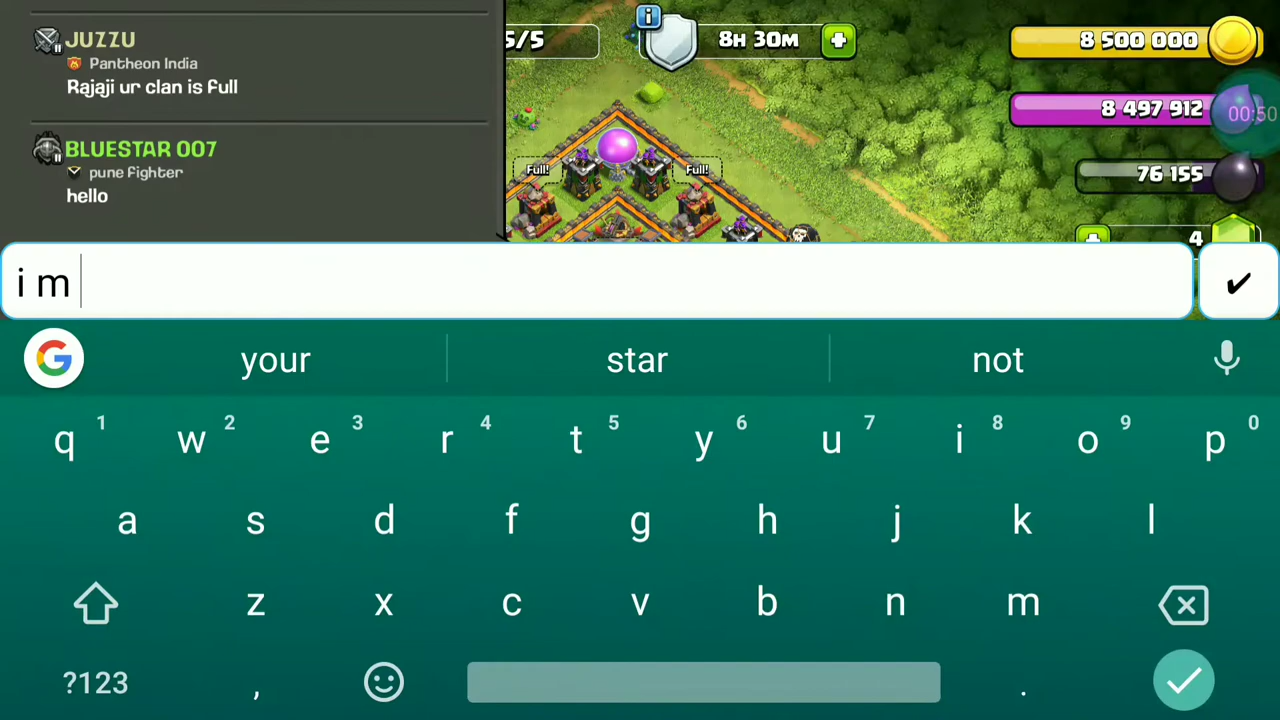 JUZZU
Pantheon India
Rajaji ur clan is full
BLUESTAR 007
pune fighter
hello
5/5
8H 30M
8 500 000
8 497 912
00:50
76 155
4
Full!
Full!
i m
your
star
not
q 1 w 2 e 3 r 4 t 5 y 6 u 7 i 8 o 9 p 0
a s d f g h j k l
z x c v b n m
?123 , .